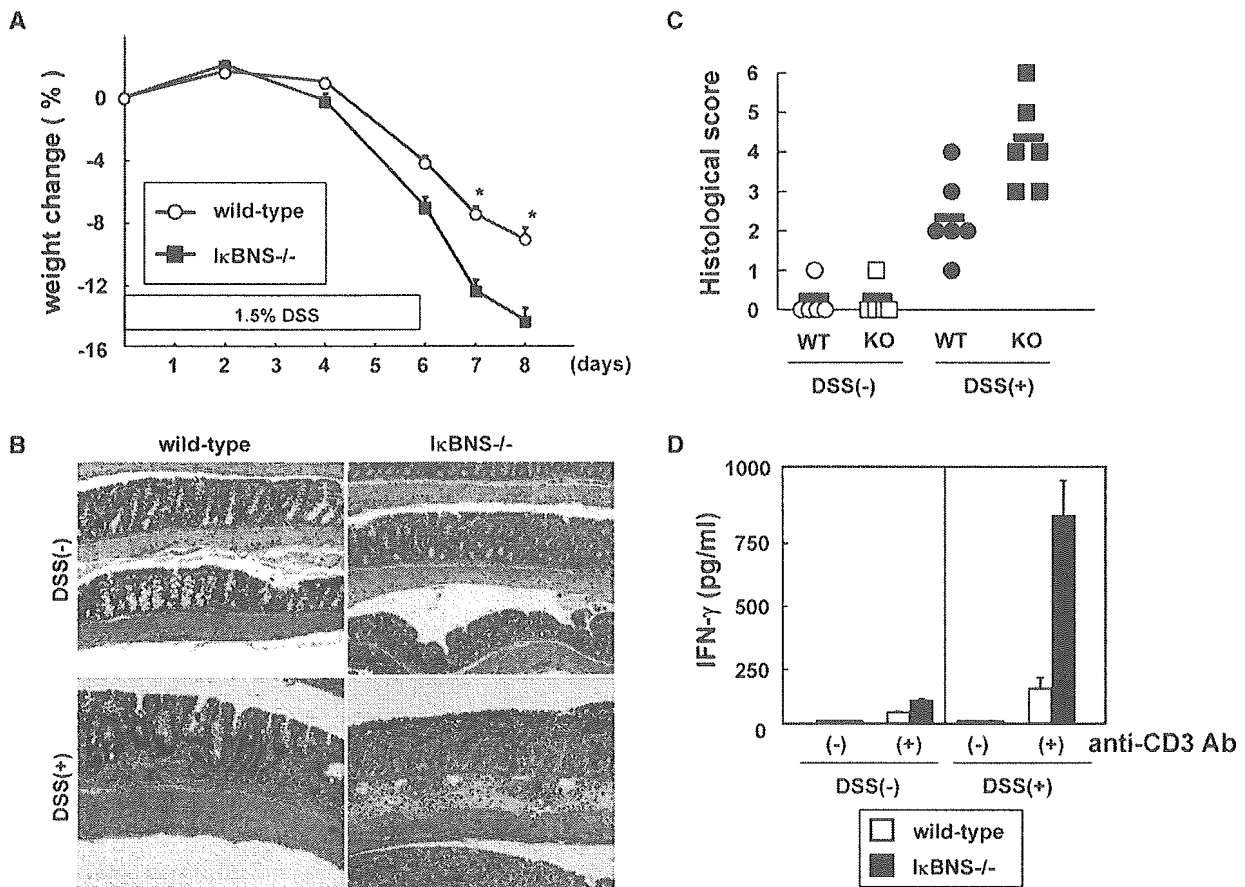 A
weight change ( % )
0
-4
-8
-12
-16
wild-type
IκBNS-/-
1.5% DSS
1 2 3 4 5 6 7 8 (days)
*
*
C
Histological score
6
5
4
3
2
1
0
WT KO WT KO
DSS(-) DSS(+)
B
wild-type IκBNS-/-
DSS(-)
DSS(+)
D
IFN-γ (pg/ml)
1000
750
500
250
0
(-) (+) (-) (+) anti-CD3 Ab
DSS(-) DSS(+)
wild-type
IκBNS-/-